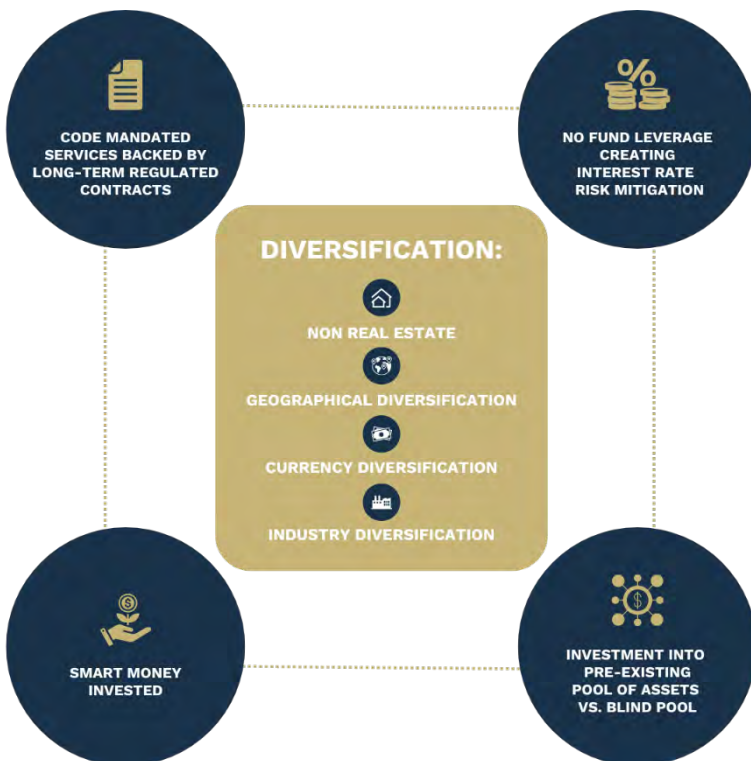 CODE MANDATED
SERVICES BACKED BY
LONG-TERM REGULATED
CONTRACTS
%
NO FUND LEVERAGE
CREATING
INTEREST RATE
RISK MITIGATION
DIVERSIFICATION:
NON REAL ESTATE
GEOGRAPHICAL DIVERSIFICATION
CURRENCY DIVERSIFICATION
INDUSTRY DIVERSIFICATION
$
SMART MONEY
INVESTED
$
INVESTMENT INTO
PRE-EXISTING
POOL OF ASSETS
VS. BLIND POOL